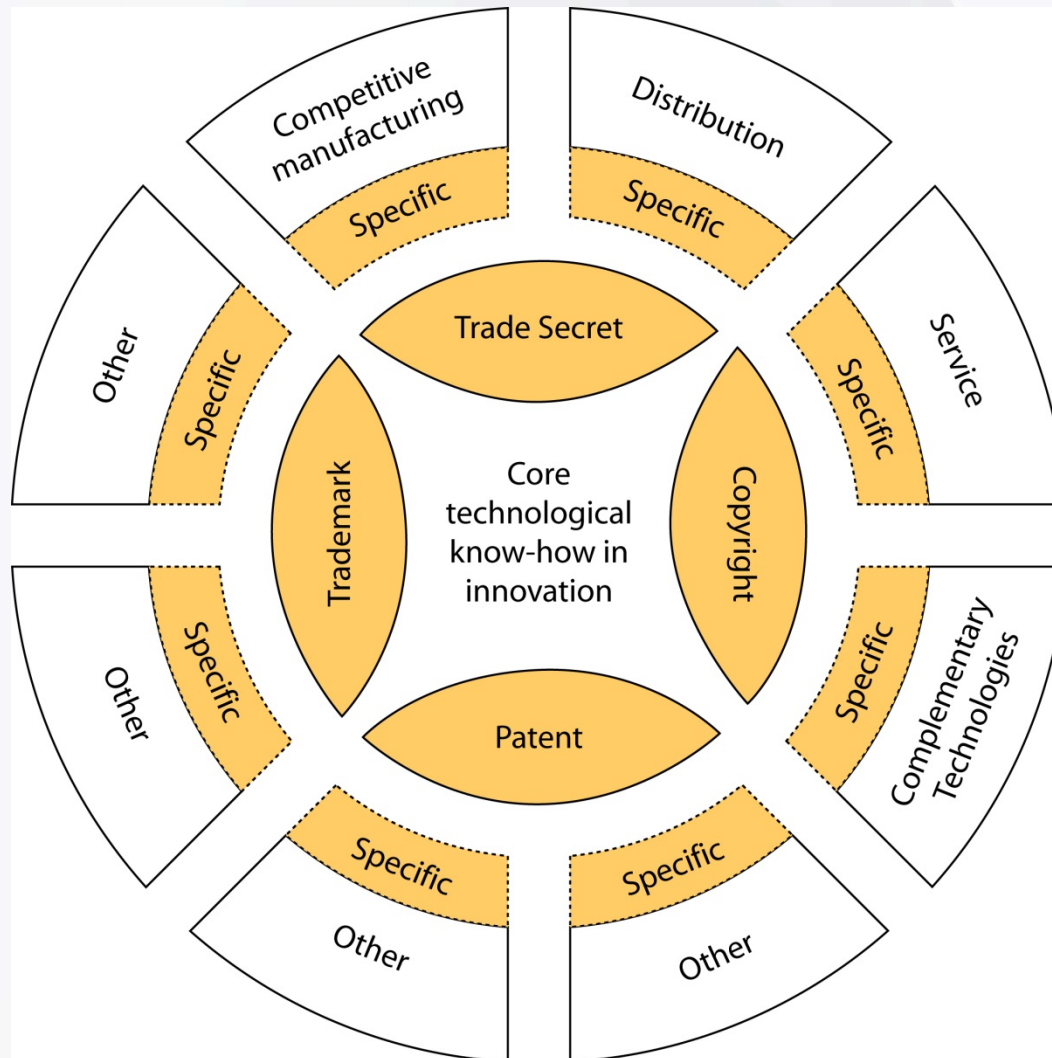 Competitive
manufacturing
Specific
Distribution
Specific
Service
Specific
Complementary
Technologies
Specific
Other
Specific
Other
Specific
Other
Specific
Other
Specific
Trade Secret
Copyright
Patent
Trademark
Core
technological
know-how in
innovation